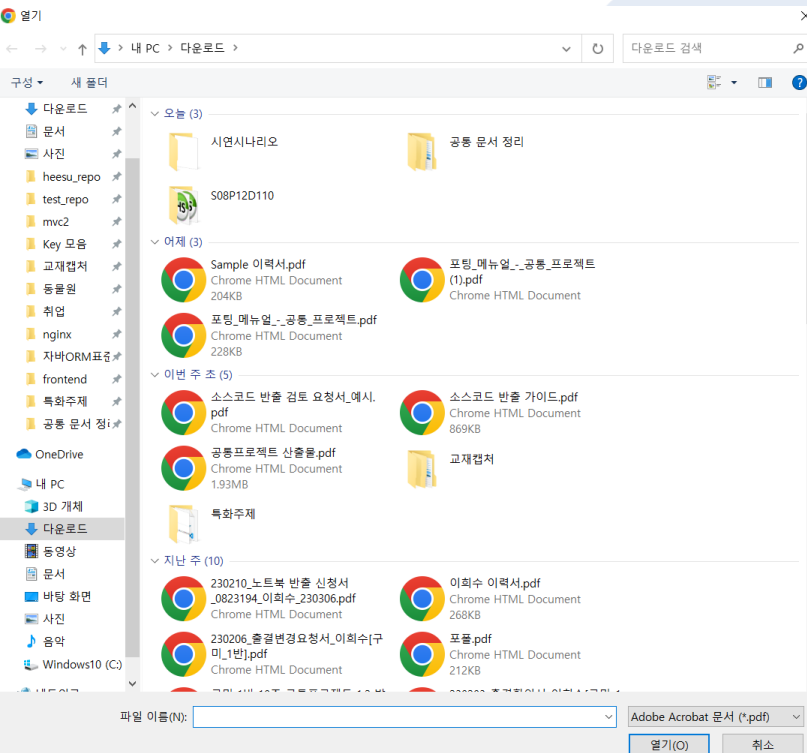 열기
내 PC > 다운로드 >
다운로드 검색
구성
새 폴더
다운로드
문서
사진
heesu_repo
test_repo
mvc2
Key 모음
교재캡처
동물원
취업
nginx
자바ORM표준
frontend
특화주제
공통 문서 정리
OneDrive
내 PC
3D 개체
다운로드
동영상
문서
바탕 화면
사진
음악
Windows10 (C:)
오늘 (3)
시연시나리오
공통 문서 정리
S08P12D110
어제 (3)
Sample 이력서.pdf
Chrome HTML Document
204KB
포팅_메뉴얼_-_공통_프로젝트
(1).pdf
Chrome HTML Document
포팅_메뉴얼_-_공통_프로젝트.pdf
Chrome HTML Document
228KB
이번 주 초 (5)
소스코드 반출 검토 요청서_예시.
pdf
Chrome HTML Document
소스코드 반출 가이드.pdf
Chrome HTML Document
869KB
공통프로젝트 산출물.pdf
Chrome HTML Document
1.93MB
교재캡처
특화주제
지난 주 (10)
230210_노트북 반출 신청서
_0823194_이희수_230306.pdf
Chrome HTML Document
이희수 이력서.pdf
Chrome HTML Document
268KB
230206_출결변경요청서_이희수[구
미_1반].pdf
Chrome HTML Document
포폴.pdf
Chrome HTML Document
212KB
파일 이름(N):
Adobe Acrobat 문서 (*.pdf)
열기(O)
취소